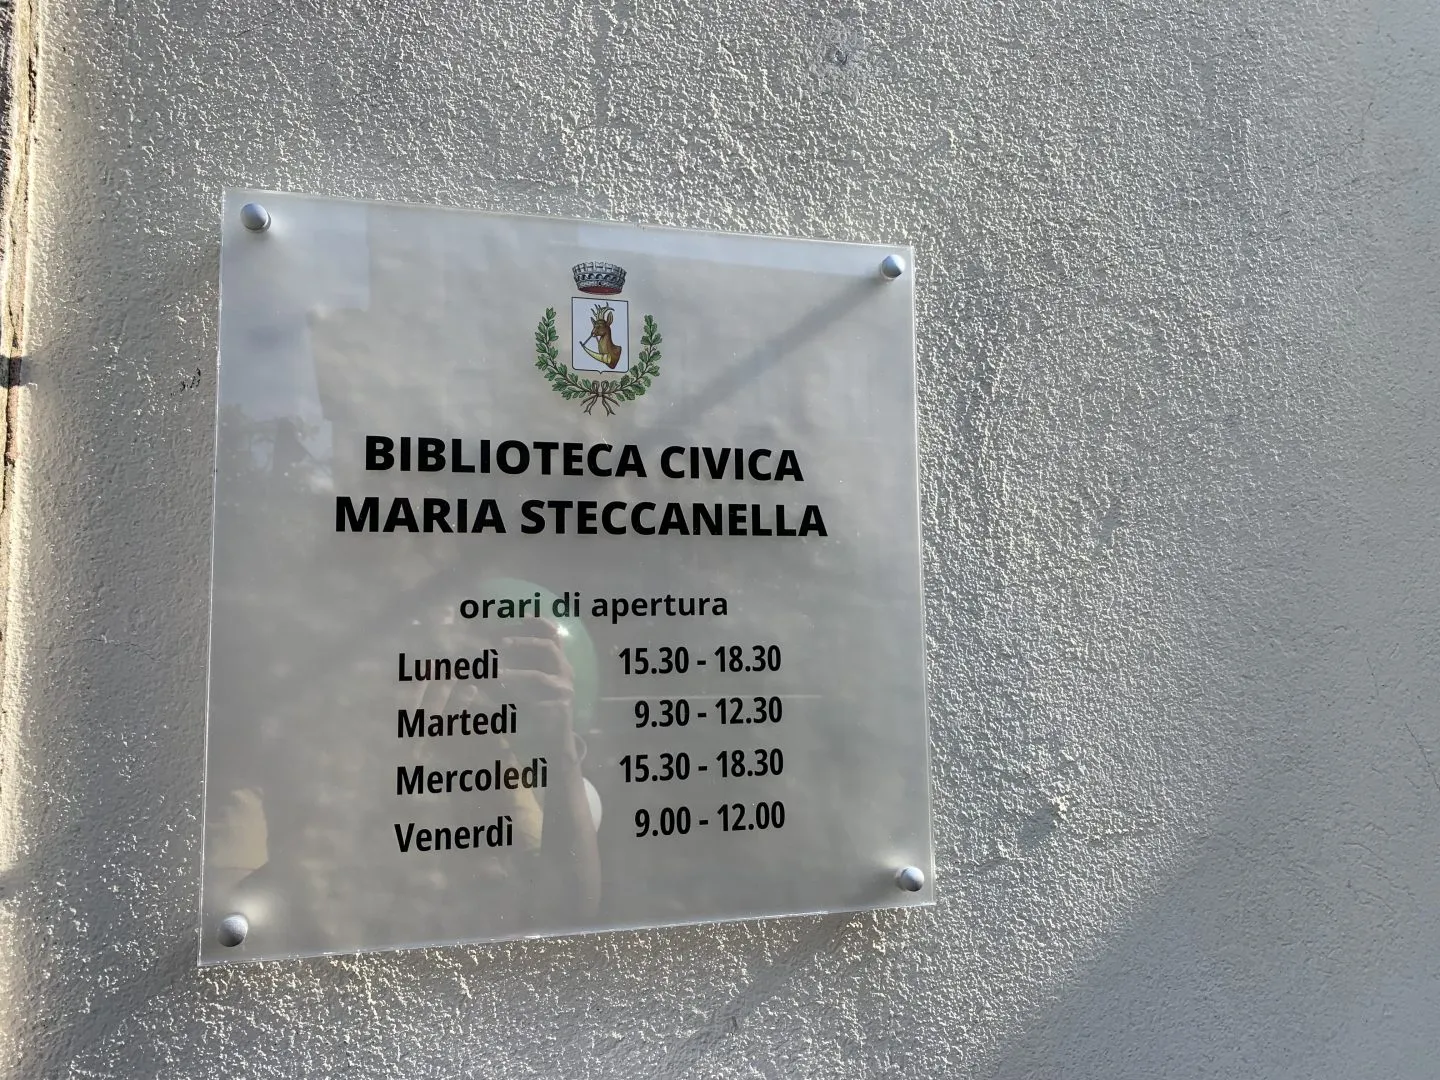 BIBLIOTECA CIVICA
MARIA STECCANELLA
orari di apertura
Lunedì 15.30 - 18.30
Martedì 9.30 - 12.30
Mercoledì 15.30 - 18.30
Venerdì 9.00 - 12.00